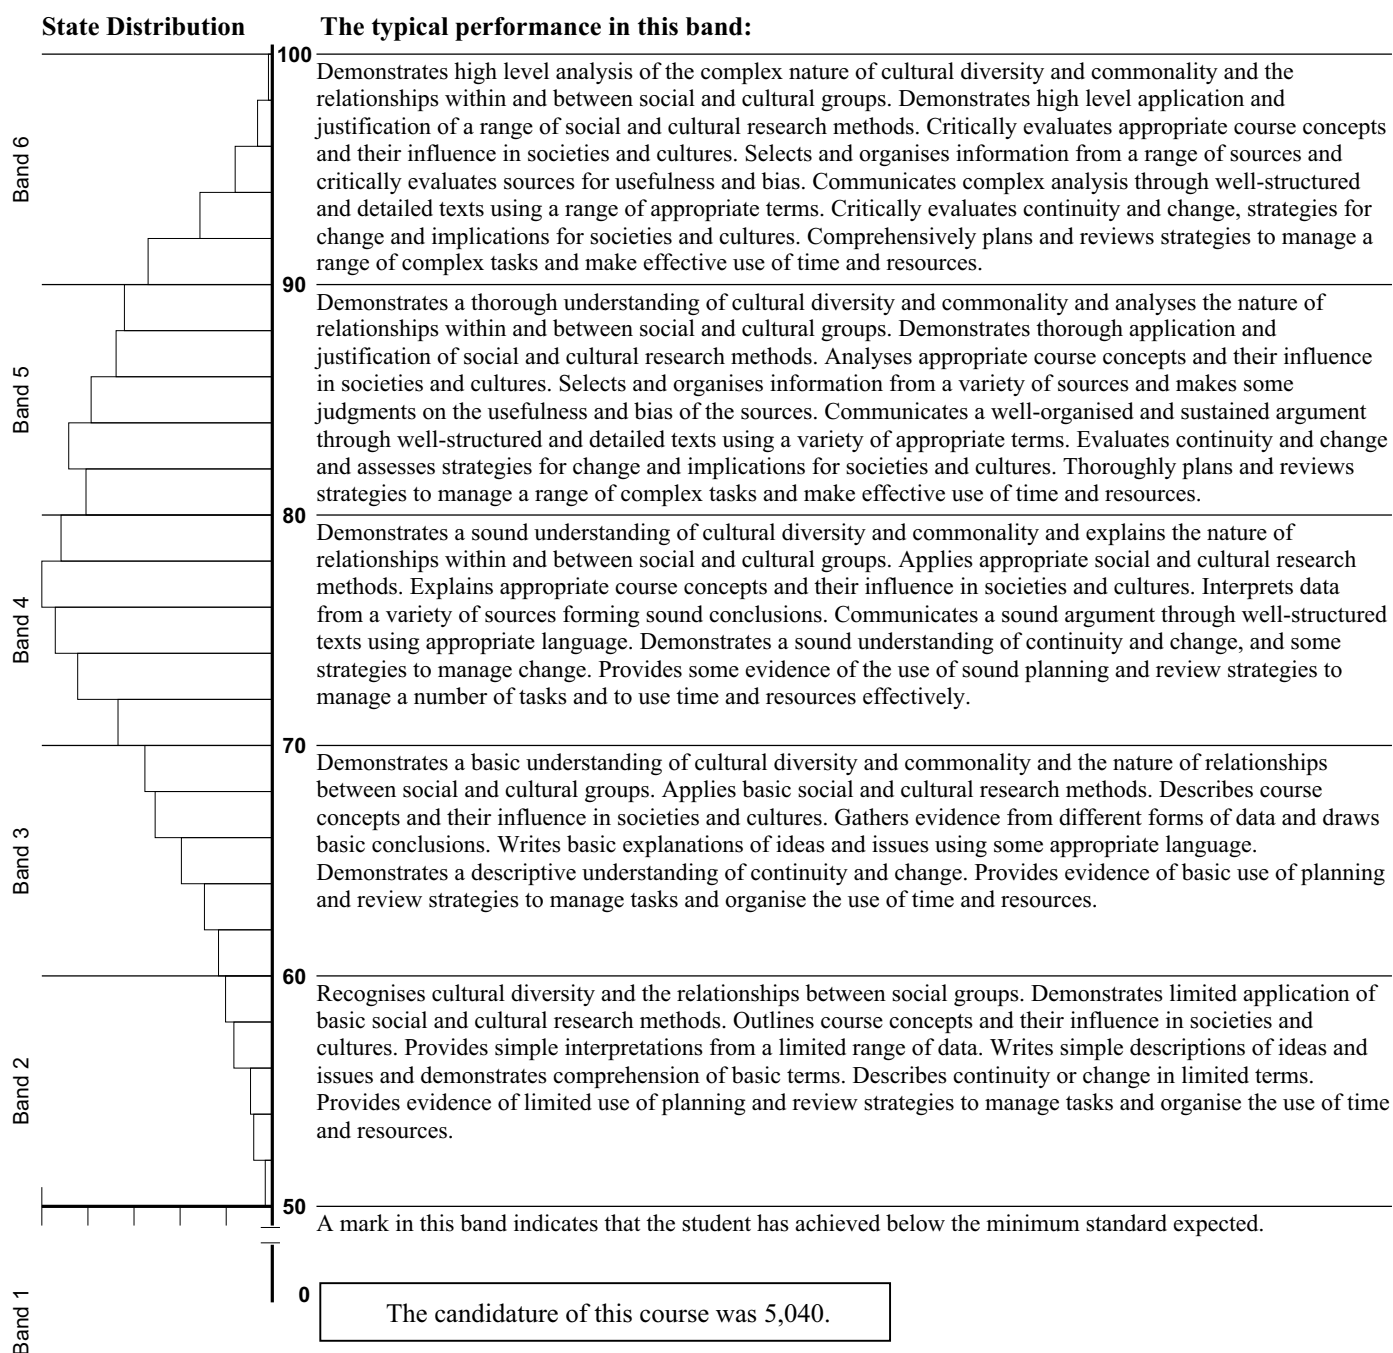 State Distribution
The typical performance in this band:
100
Band 6
Demonstrates high level analysis of the complex nature of cultural diversity and commonality and the
relationships within and between social and cultural groups. Demonstrates high level application and
justification of a range of social and cultural research methods. Critically evaluates appropriate course concepts
and their influence in societies and cultures. Selects and organises information from a range of sources and
critically evaluates sources for usefulness and bias. Communicates complex analysis through well-structured
and detailed texts using a range of appropriate terms. Critically evaluates continuity and change, strategies for
change and implications for societies and cultures. Comprehensively plans and reviews strategies to manage a
range of complex tasks and make effective use of time and resources.
90
Band 5
Demonstrates a thorough understanding of cultural diversity and commonality and analyses the nature of
relationships within and between social and cultural groups. Demonstrates thorough application and
justification of social and cultural research methods. Analyses appropriate course concepts and their influence
in societies and cultures. Selects and organises information from a variety of sources and makes some
judgments on the usefulness and bias of the sources. Communicates a well-organised and sustained argument
through well-structured and detailed texts using a variety of appropriate terms. Evaluates continuity and change
and assesses strategies for change and implications for societies and cultures. Thoroughly plans and reviews
strategies to manage a range of complex tasks and make effective use of time and resources.
80
Band 4
Demonstrates a sound understanding of cultural diversity and commonality and explains the nature of
relationships within and between social and cultural groups. Applies appropriate social and cultural research
methods. Explains appropriate course concepts and their influence in societies and cultures. Interprets data
from a variety of sources forming sound conclusions. Communicates a sound argument through well-structured
texts using appropriate language. Demonstrates a sound understanding of continuity and change, and some
strategies to manage change. Provides some evidence of the use of sound planning and review strategies to
manage a number of tasks and to use time and resources effectively.
70
Band 3
Demonstrates a basic understanding of cultural diversity and commonality and the nature of relationships
between social and cultural groups. Applies basic social and cultural research methods. Describes course
concepts and their influence in societies and cultures. Gathers evidence from different forms of data and draws
basic conclusions. Writes basic explanations of ideas and issues using some appropriate language.
Demonstrates a descriptive understanding of continuity and change. Provides evidence of basic use of planning
and review strategies to manage tasks and organise the use of time and resources.
60
Band 2
Recognises cultural diversity and the relationships between social groups. Demonstrates limited application of
basic social and cultural research methods. Outlines course concepts and their influence in societies and
cultures. Provides simple interpretations from a limited range of data. Writes simple descriptions of ideas and
issues and demonstrates comprehension of basic terms. Describes continuity or change in limited terms.
Provides evidence of limited use of planning and review strategies to manage tasks and organise the use of time
and resources.
50
A mark in this band indicates that the student has achieved below the minimum standard expected.
Band 1
0
The candidature of this course was 5,040.